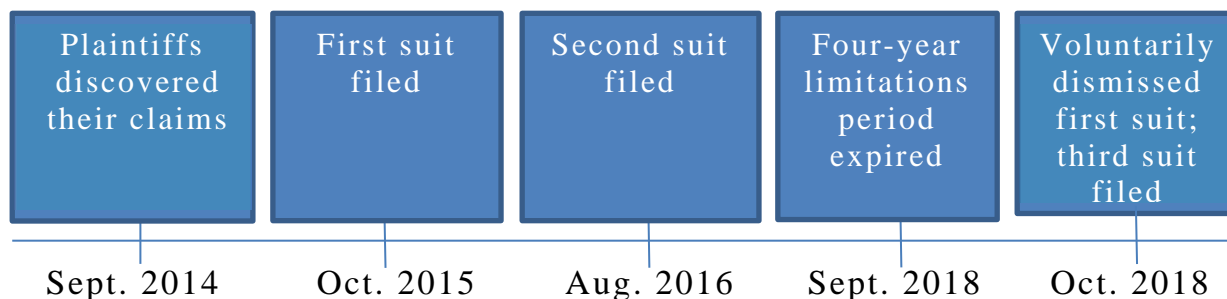 Plaintiffs
discovered
their claims
First suit
filed
Second suit
filed
Four-year
limitations
period
expired
Voluntarily
dismissed
first suit;
third suit
filed
Sept. 2014
Oct. 2015
Aug. 2016
Sept. 2018
Oct. 2018